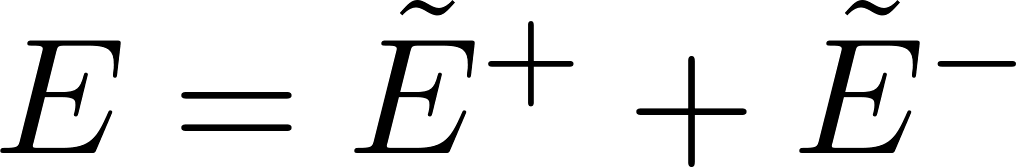 E = Ẽ⁺ + Ẽ⁻